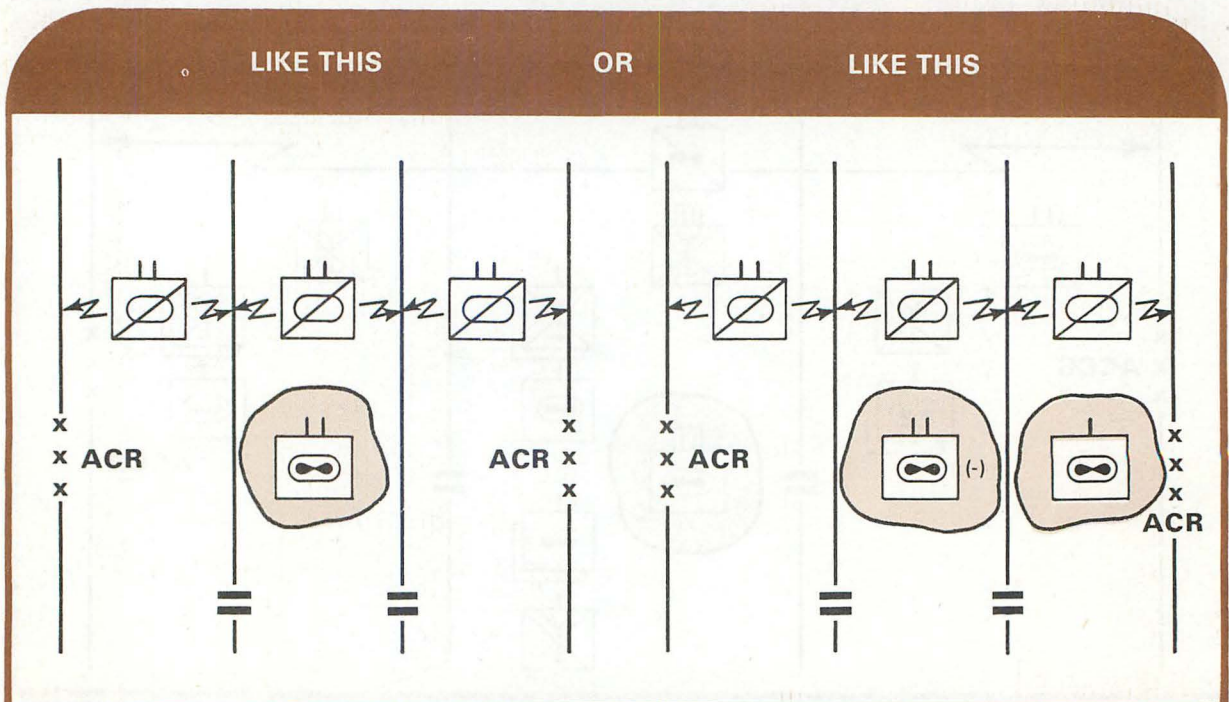 LIKE THIS OR LIKE THIS
x x x x
x ACR ACR x x ACR (-) x
x x x x
ACR